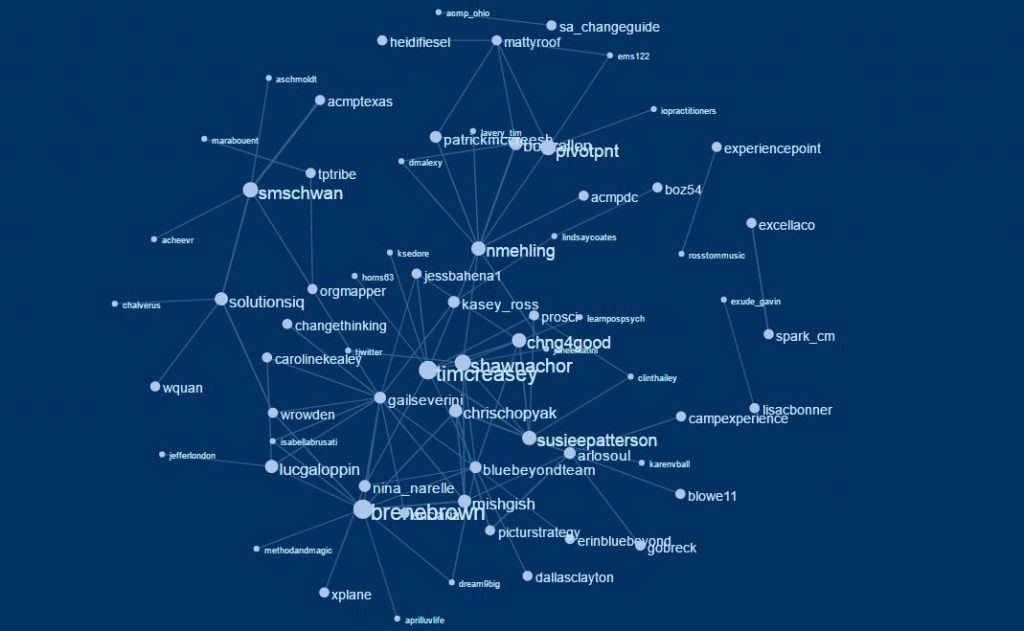 acmp_ohio
sa_changeguide
heidifiesel
mattyroof
ems122
aschmoldt
acmptexas
iopractitioners
lavery_tim
patrickmccreesh
marabouent
experiencepoint
pivotpnt
dmalexy
tptribe
smschwan
boz54
acmpdc
excellaco
lindsaycoates
acheevr
nmehling
ksedore
rosstommusic
horns63
jessbahena1
orgmapper
solutionsiq
exude_gavin
chalverus
kasey_ross
prosci
learnpospsych
changethinking
spark_cm
chng4good
tjwitter
carolinekealey
shawnachor
timcreasey
clinthailey
wquan
gailseverini
lisacbonner
wrowden
chrischopyak
campexperience
isabellabrusati
susieepatterson
jefferlondon
arlosoul
karenvball
lucgaloppin
bluebeyondteam
nina_narelle
blowe11
mishgish
brenebrown
picturstrategy
erinbluebeyond
gobreck
methodandmagic
dallasclayton
dream9big
xplane
aprilluvlife